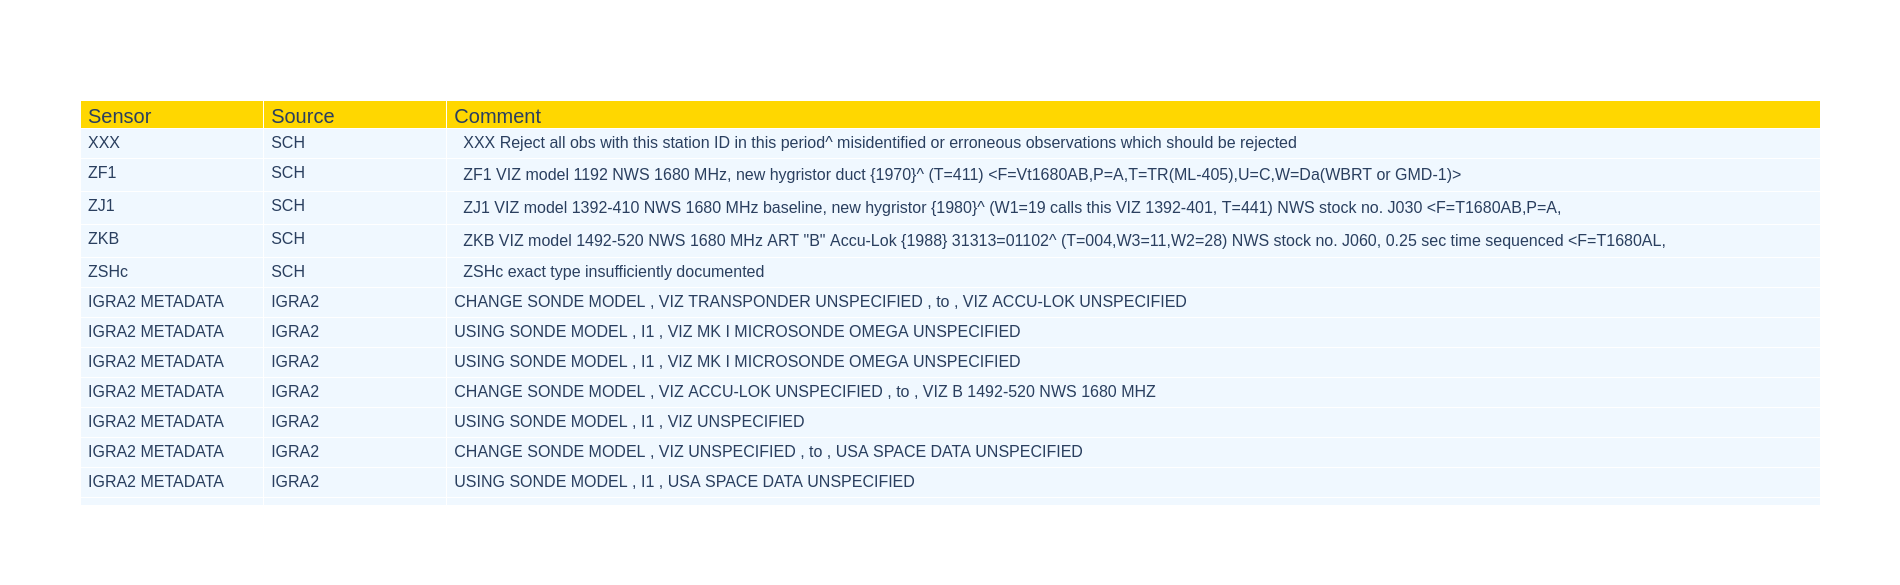 Sensor Source Comment
XXX SCH XXX Reject all obs with this station ID in this period^ misidentified or erroneous observations which should be rejected
ZF1 SCH ZF1 VIZ model 1192 NWS 1680 MHz, new hygristor duct {1970}^ (T=411) <F=Vt1680AB,P=A,T=TR(ML-405),U=C,W=Da(WBRT or GMD-1)>
ZJ1 SCH ZJ1 VIZ model 1392-410 NWS 1680 MHz baseline, new hygristor {1980}^ (W1=19 calls this VIZ 1392-401, T=441) NWS stock no. J030 <F=T1680AB,P=A,
ZKB SCH ZKB VIZ model 1492-520 NWS 1680 MHz ART "B" Accu-Lok {1988} 31313=01102^ (T=004,W3=11,W2=28) NWS stock no. J060, 0.25 sec time sequenced <F=T1680AL,
ZSHc SCH ZSHc exact type insufficiently documented
IGRA2 METADATA IGRA2 CHANGE SONDE MODEL , VIZ TRANSPONDER UNSPECIFIED , to , VIZ ACCU-LOK UNSPECIFIED
IGRA2 METADATA IGRA2 USING SONDE MODEL , I1 , VIZ MK I MICROSONDE OMEGA UNSPECIFIED
IGRA2 METADATA IGRA2 USING SONDE MODEL , I1 , VIZ MK I MICROSONDE OMEGA UNSPECIFIED
IGRA2 METADATA IGRA2 CHANGE SONDE MODEL , VIZ ACCU-LOK UNSPECIFIED , to , VIZ B 1492-520 NWS 1680 MHZ
IGRA2 METADATA IGRA2 USING SONDE MODEL , I1 , VIZ UNSPECIFIED
IGRA2 METADATA IGRA2 CHANGE SONDE MODEL , VIZ UNSPECIFIED , to , USA SPACE DATA UNSPECIFIED
IGRA2 METADATA IGRA2 USING SONDE MODEL , I1 , USA SPACE DATA UNSPECIFIED